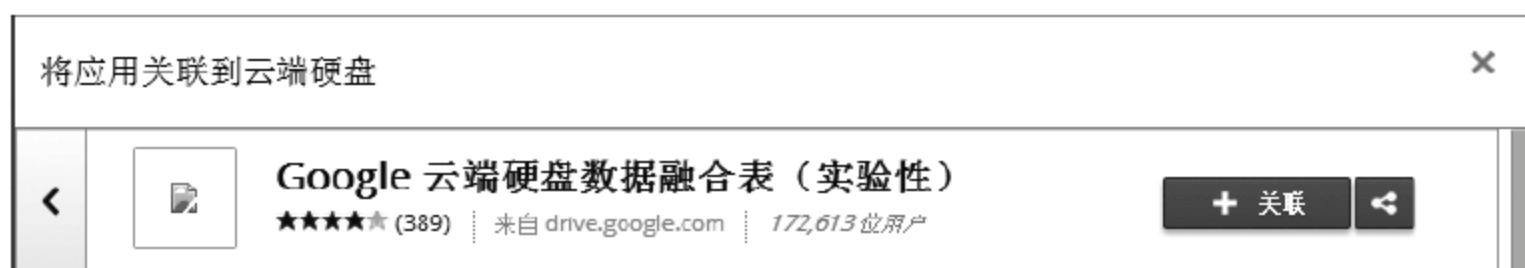 将应用关联到云端硬盘
Google 云端硬盘数据融合表（实验性）
(389) 来自 drive.google.com 172,613 位用户
关联